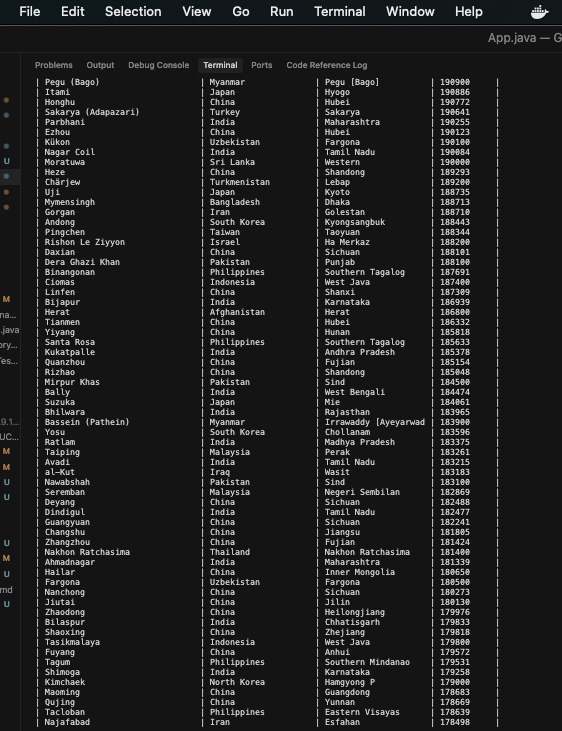 File Edit Selection View Go Run Terminal Window Help
App.java — G
Problems Output Debug Console Terminal Ports Code Reference Log
| Pegu (Bago) | Myanmar | Pegu [Bago] | 190900 |
| Itami | Japan | Hyogo | 190886 |
| Honghu | China | Hubei | 190772 |
| Sakarya (Adapazari) | Turkey | Sakarya | 190641 |
| Parbhani | India | Maharashtra | 190255 |
| Ezhou | China | Hubei | 190123 |
| Kükon | Uzbekistan | Fargona | 190100 |
| Nagar Coil | India | Tamil Nadu | 190084 |
U | Moratuwa | Sri Lanka | Western | 190000 |
| Heze | China | Shandong | 189293 |
| Chärjew | Turkmenistan | Lebap | 189200 |
| Uji | Japan | Kyoto | 188735 |
| Mymensingh | Bangladesh | Dhaka | 188713 |
| Gorgan | Iran | Golestan | 188710 |
| Andong | South Korea | Kyongsangbuk | 188443 |
| Pingchen | Taiwan | Taoyuan | 188344 |
| Rishon Le Ziyyon | Israel | Ha Merkaz | 188200 |
| Daxian | China | Sichuan | 188101 |
| Dera Ghazi Khan | Pakistan | Punjab | 188100 |
| Binangonan | Philippines | Southern Tagalog | 187691 |
| Ciomas | Indonesia | West Java | 187400 |
| Linfen | China | Shanxi | 187309 |
M | Bijapur | India | Karnataka | 186939 |
na... | Herat | Afghanistan | Herat | 186800 |
| Tianmen | China | Hubei | 186332 |
.java | Yiyang | China | Hunan | 185818 |
ory... | Santa Rosa | Philippines | Southern Tagalog | 185633 |
| Kukatpalle | India | Andhra Pradesh | 185378 |
Tes... | Quanzhou | China | Fujian | 185154 |
| Rizhao | China | Shandong | 185048 |
| Mirpur Khas | Pakistan | Sind | 184500 |
| Bally | India | West Bengali | 184474 |
| Suzuka | Japan | Mie | 184061 |
| Bhilwara | India | Rajasthan | 183965 |
.9.1... | Bassein (Pathein) | Myanmar | Irrawaddy [Ayeyarwad | 183900 |
UC... | Yosu | South Korea | Chollanam | 183596 |
| Ratlam | India | Madhya Pradesh | 183375 |
M | Taiping | Malaysia | Perak | 183261 |
| Avadi | India | Tamil Nadu | 183215 |
M | al-Kut | Iraq | Wasit | 183183 |
U | Nawabshah | Pakistan | Sind | 183100 |
U | Seremban | Malaysia | Negeri Sembilan | 182869 |
| Deyang | China | Sichuan | 182488 |
| Dindigul | India | Tamil Nadu | 182477 |
| Guangyuan | China | Sichuan | 182241 |
| Changshu | China | Jiangsu | 181805 |
U | Zhangzhou | China | Fujian | 181424 |
| Nakhon Ratchasima | Thailand | Nakhon Ratchasima | 181400 |
M | Ahmadnagar | India | Maharashtra | 181339 |
U | Hailar | China | Inner Mongolia | 180650 |
| Fargona | Uzbekistan | Fargona | 180500 |
md | Nanchong | China | Sichuan | 180273 |
U | Jiutai | China | Jilin | 180130 |
| Zhaodong | China | Heilongjiang | 179976 |
| Bilaspur | India | Chhatisgarh | 179833 |
| Shaoxing | China | Zhejiang | 179818 |
| Tasikmalaya | Indonesia | West Java | 179800 |
| Fuyang | China | Anhui | 179572 |
| Tagum | Philippines | Southern Mindanao | 179531 |
| Shimoga | India | Karnataka | 179258 |
| Kimchaek | North Korea | Hamgyong P | 179000 |
| Maoming | China | Guangdong | 178683 |
| Qujing | China | Yunnan | 178669 |
| Tacloban | Philippines | Eastern Visayas | 178639 |
| Najafabad | Iran | Esfahan | 178498 |